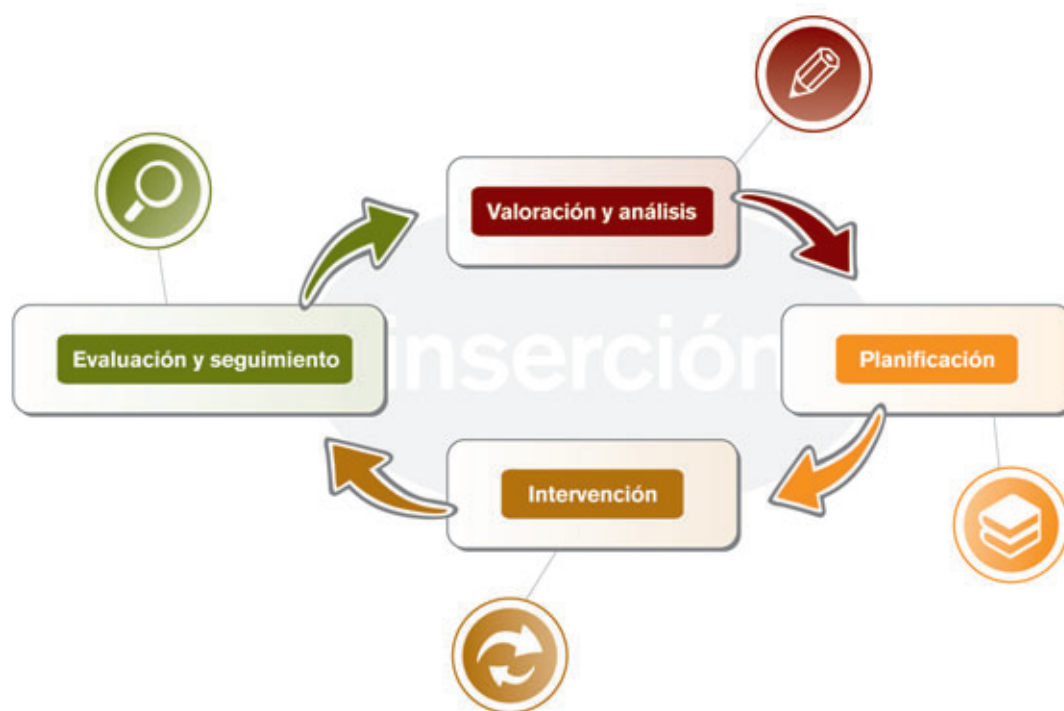 Valoración y análisis
Evaluación y seguimiento
inserción
Planificación
Intervención